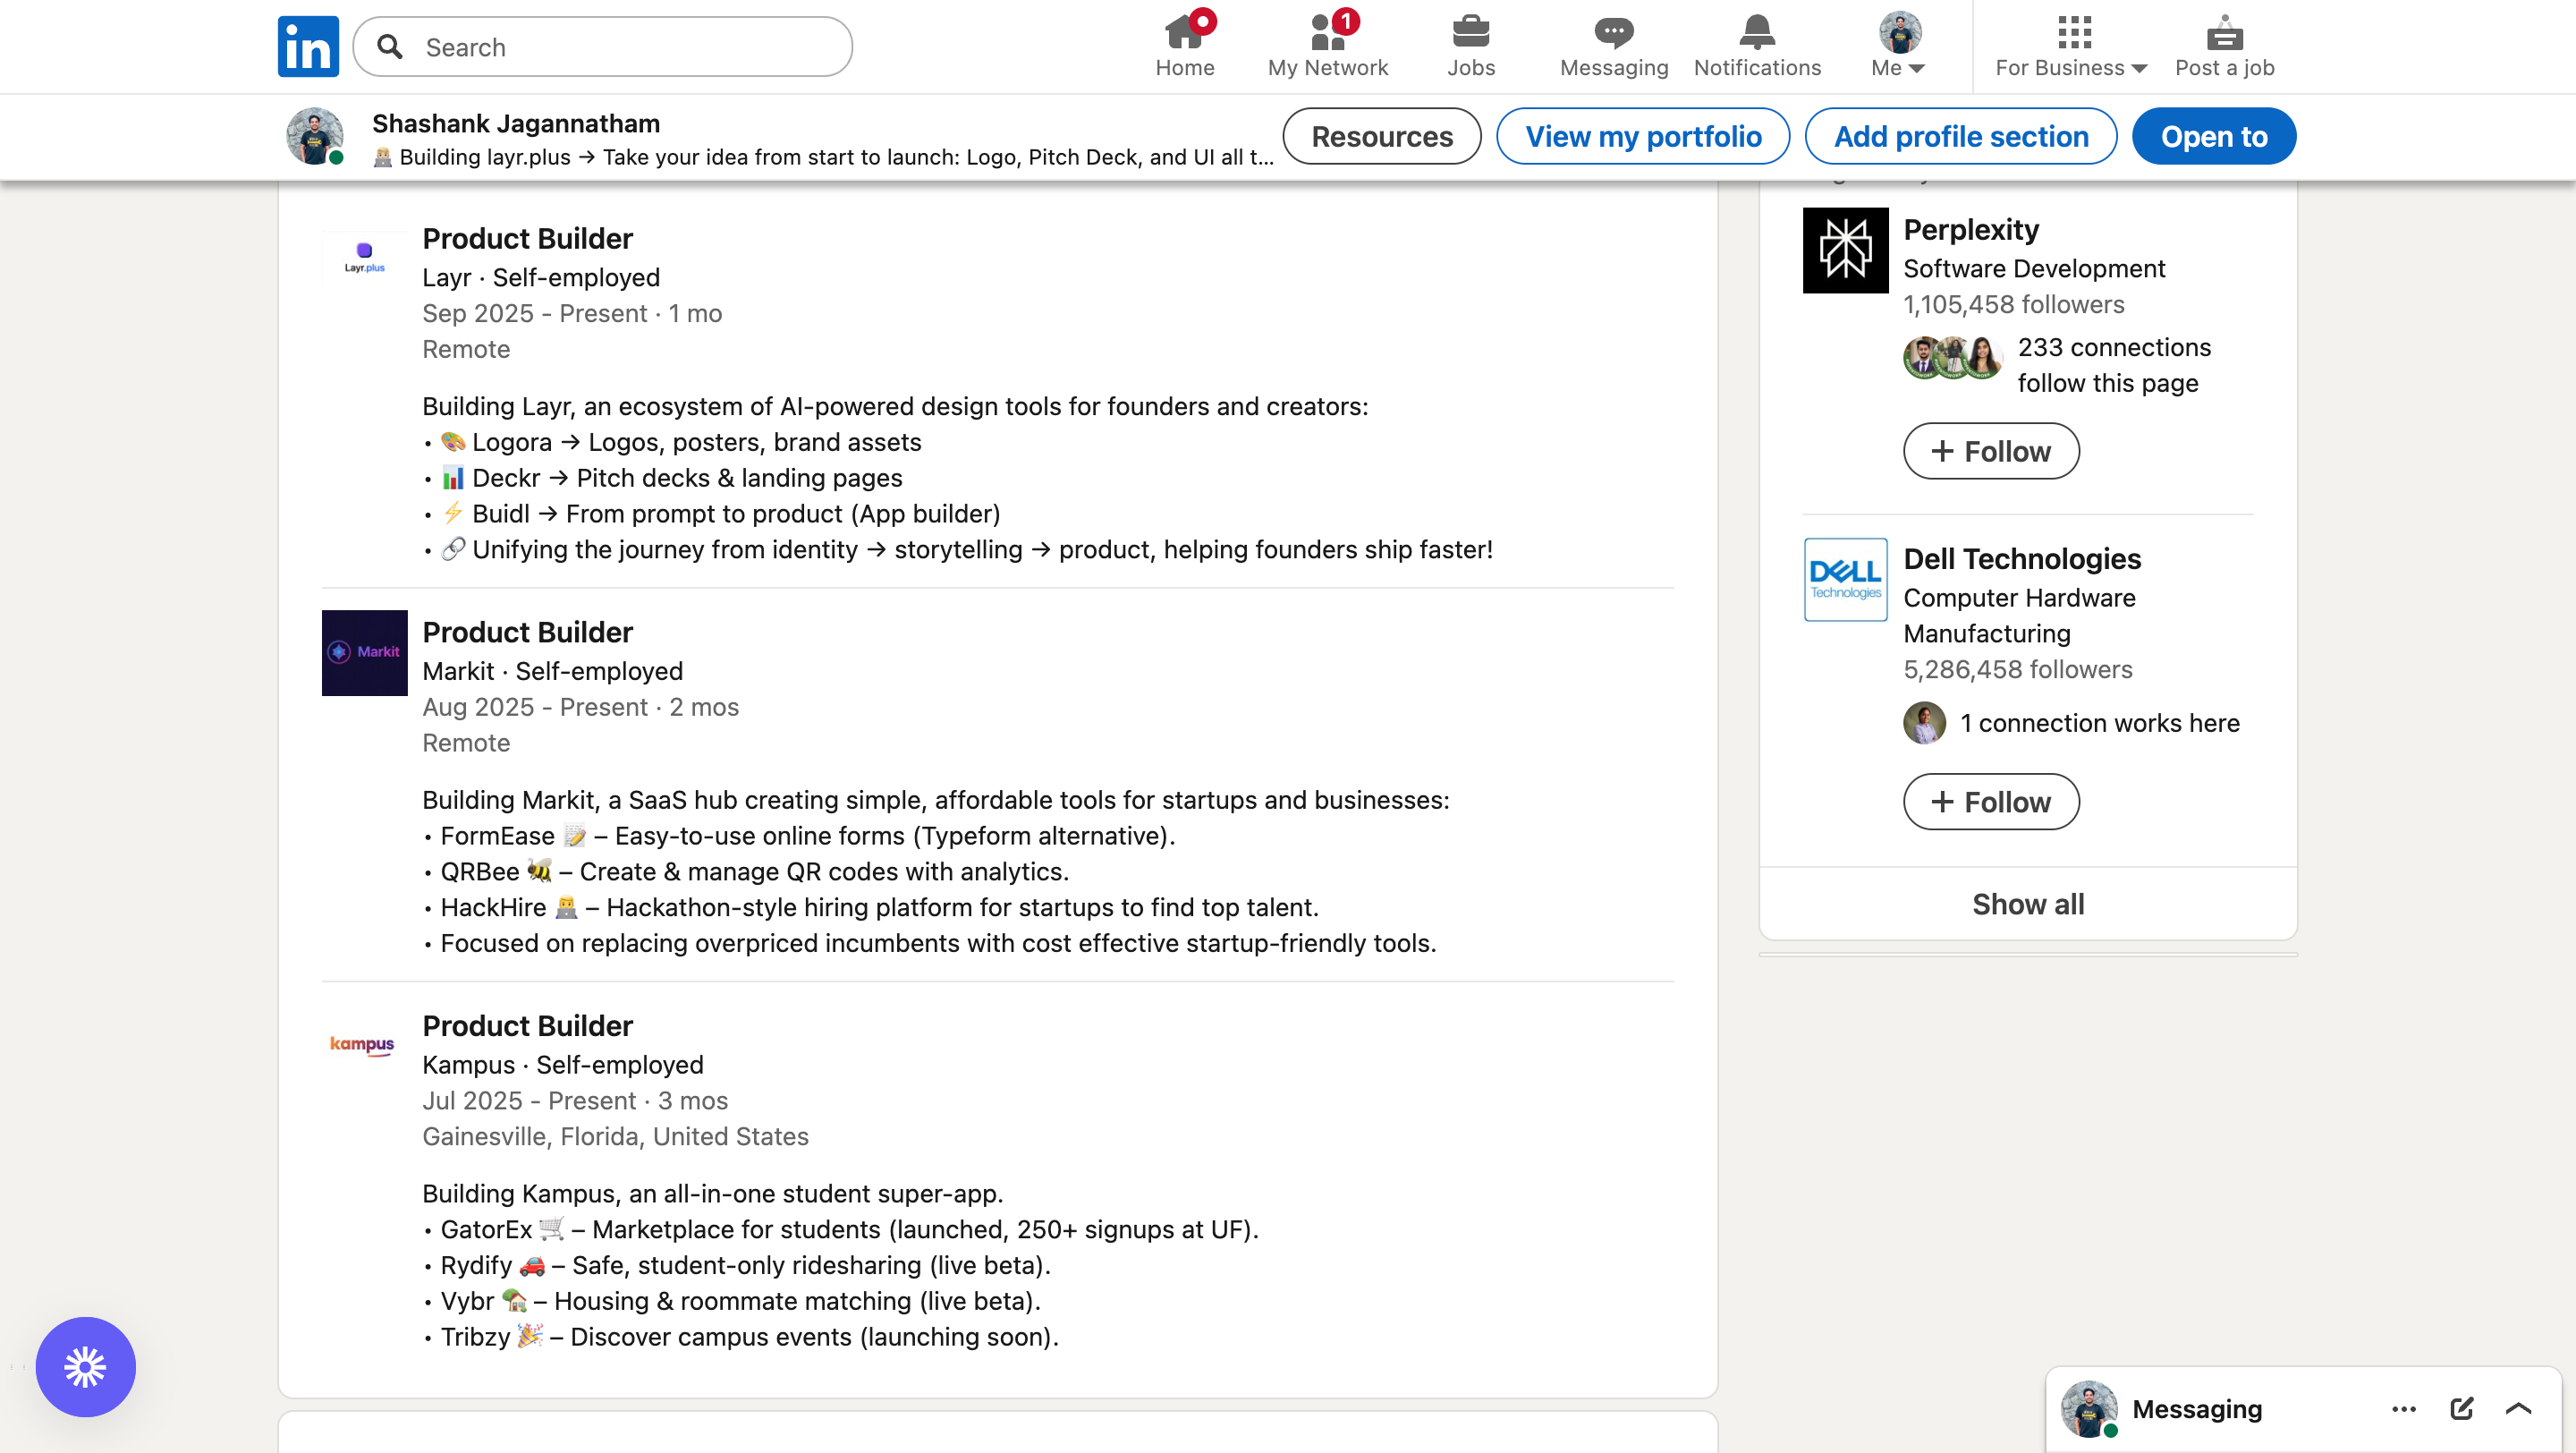 in
Search
Home
1
My Network
Jobs
Messaging
Notifications
Me
For Business
Post a job
Shashank Jagannatham
🧑🏻‍💻 Building layr.plus → Take your idea from start to launch: Logo, Pitch Deck, and UI all t...
Resources
View my portfolio
Add profile section
Open to
Layr.plus
Product Builder
Layr · Self-employed
Sep 2025 - Present · 1 mo
Remote
Building Layr, an ecosystem of AI-powered design tools for founders and creators:
• 🎨 Logora → Logos, posters, brand assets
• 📊 Deckr → Pitch decks & landing pages
• ⚡ Buidl → From prompt to product (App builder)
• 🔗 Unifying the journey from identity → storytelling → product, helping founders ship faster!
Markit
Product Builder
Markit · Self-employed
Aug 2025 - Present · 2 mos
Remote
Building Markit, a SaaS hub creating simple, affordable tools for startups and businesses:
• FormEase 📝 – Easy-to-use online forms (Typeform alternative).
• QRBee 🐝 – Create & manage QR codes with analytics.
• HackHire 👨‍💻 – Hackathon-style hiring platform for startups to find top talent.
• Focused on replacing overpriced incumbents with cost effective startup-friendly tools.
kampus
Product Builder
Kampus · Self-employed
Jul 2025 - Present · 3 mos
Gainesville, Florida, United States
Building Kampus, an all-in-one student super-app.
• GatorEx 🛒 – Marketplace for students (launched, 250+ signups at UF).
• Rydify 🚗 – Safe, student-only ridesharing (live beta).
• Vybr 🏡 – Housing & roommate matching (live beta).
• Tribzy 🎉 – Discover campus events (launching soon).
Perplexity
Software Development
1,105,458 followers
233 connections
follow this page
+ Follow
DELL
Technologies
Dell Technologies
Computer Hardware
Manufacturing
5,286,458 followers
1 connection works here
+ Follow
Show all
Messaging